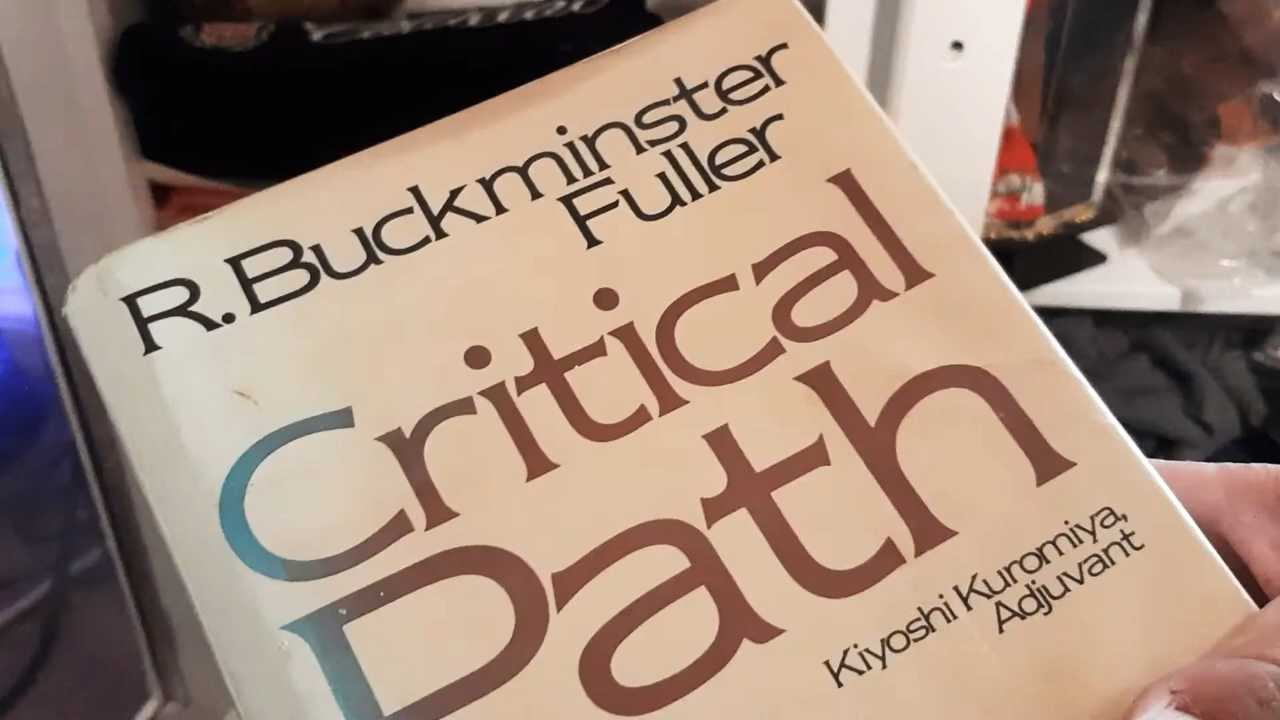 R. Buckminster
Fuller
Critical
Path
Kiyoshi Kuromiya,
Adjuvant